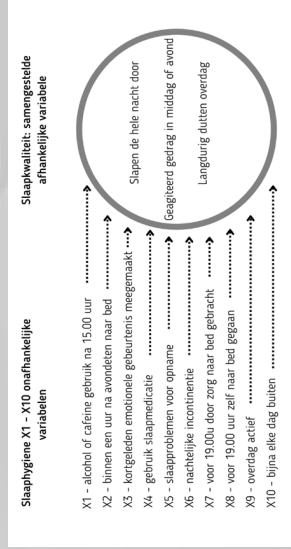 Slaaphygiene X1 - X10 onafhankelijke
variabelen
Slaapkwaliteit: samengestelde
afhankelijke variabele
X1 - alcohol of cafeïne gebruik na 15.00 uur
X2 - binnen een uur na avondeten naar bed
X3 - kortgeleden emotionele gebeurtenis meegemaakt
X4 - gebruik slaapmedicatie
X5 - slaapproblemen voor opname
X6 - nachtelijke incontinentie
X7 - voor 19.00u door zorg naar bed gebracht
X8 - voor 19.00 uur zelf naar bed gegaan
X9 - overdag actief
X10 - bijna elke dag buiten
Slapen de hele nacht door
Geagiteerd gedrag in middag of avond
Langdurig dutten overdag